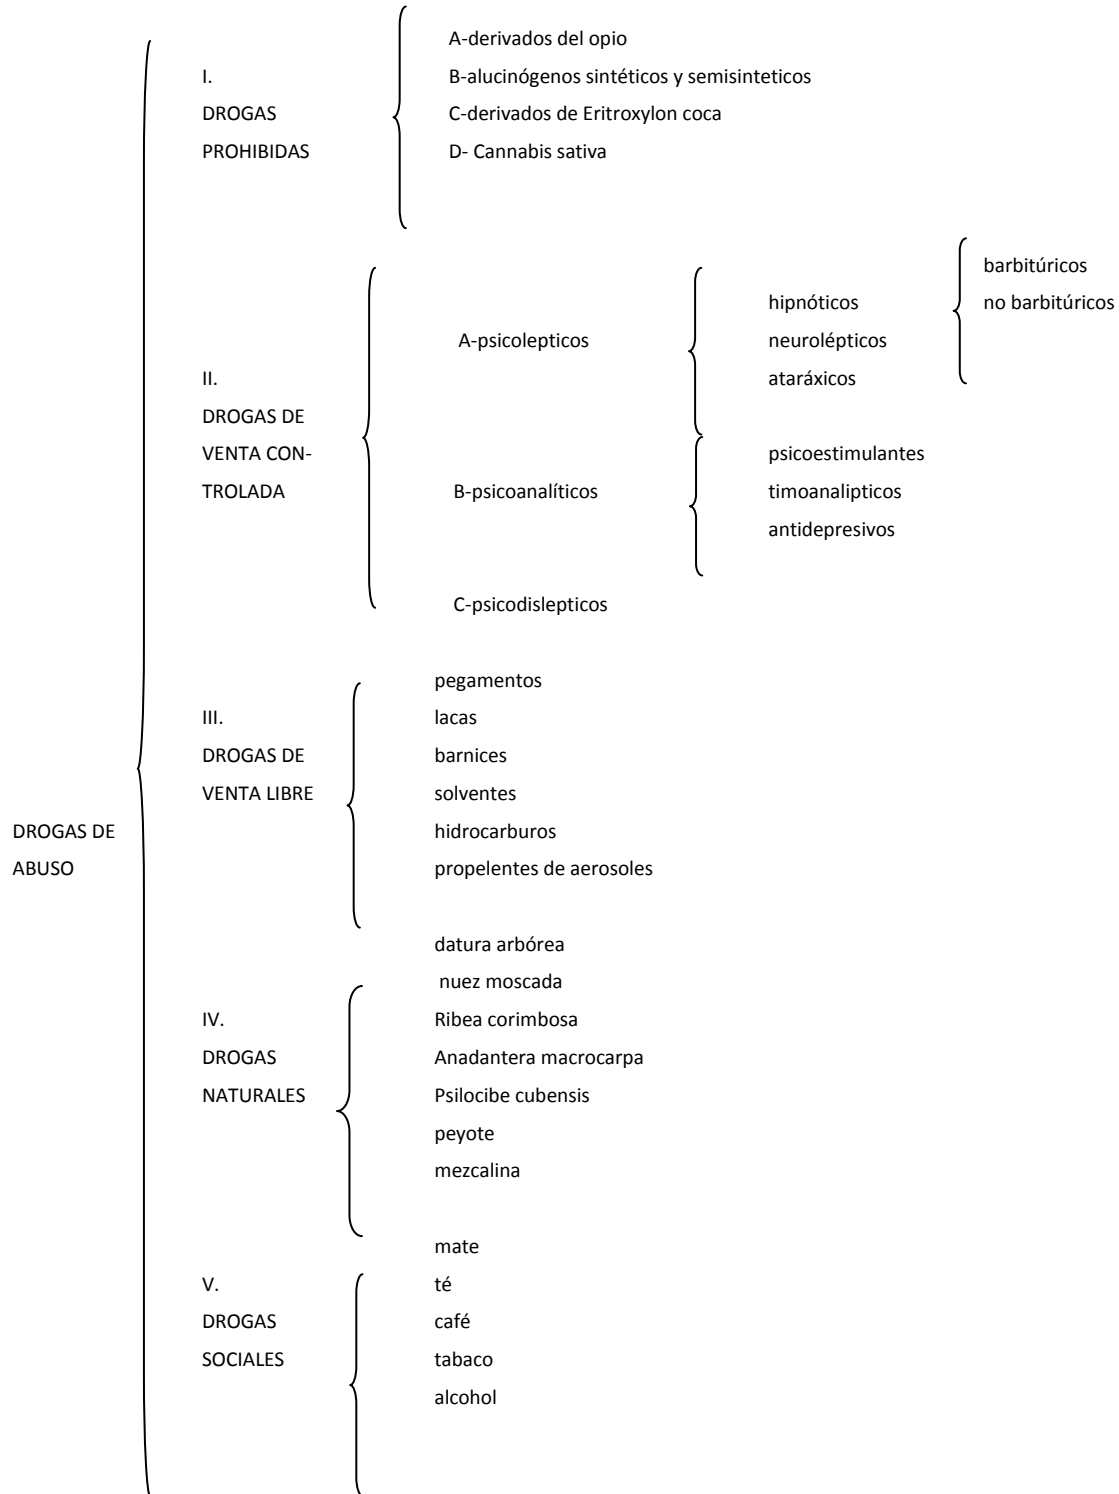 DROGAS DE
ABUSO
I.
DROGAS
PROHIBIDAS
A-derivados del opio
B-alucinógenos sintéticos y semisinteticos
C-derivados de Eritroxylon coca
D- Cannabis sativa
II.
DROGAS DE
VENTA CON-
TROLADA
A-psicolepticos
hipnóticos
neurolépticos
ataráxicos
barbitúricos
no barbitúricos
B-psicoanalíticos
psicoestimulantes
timoanalipticos
antidepresivos
C-psicodislepticos
III.
DROGAS DE
VENTA LIBRE
pegamentos
lacas
barnices
solventes
hidrocarburos
propelentes de aerosoles
IV.
DROGAS
NATURALES
datura arbórea
nuez moscada
Ribea corimbosa
Anadantera macrocarpa
Psilocibe cubensis
peyote
mezcalina
V.
DROGAS
SOCIALES
mate
té
café
tabaco
alcohol